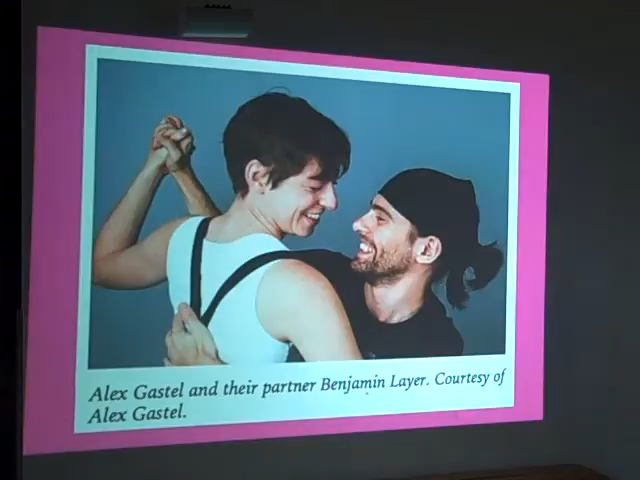 Alex Gastel and their partner Benjamin Layer. Courtesy of
Alex Gastel.